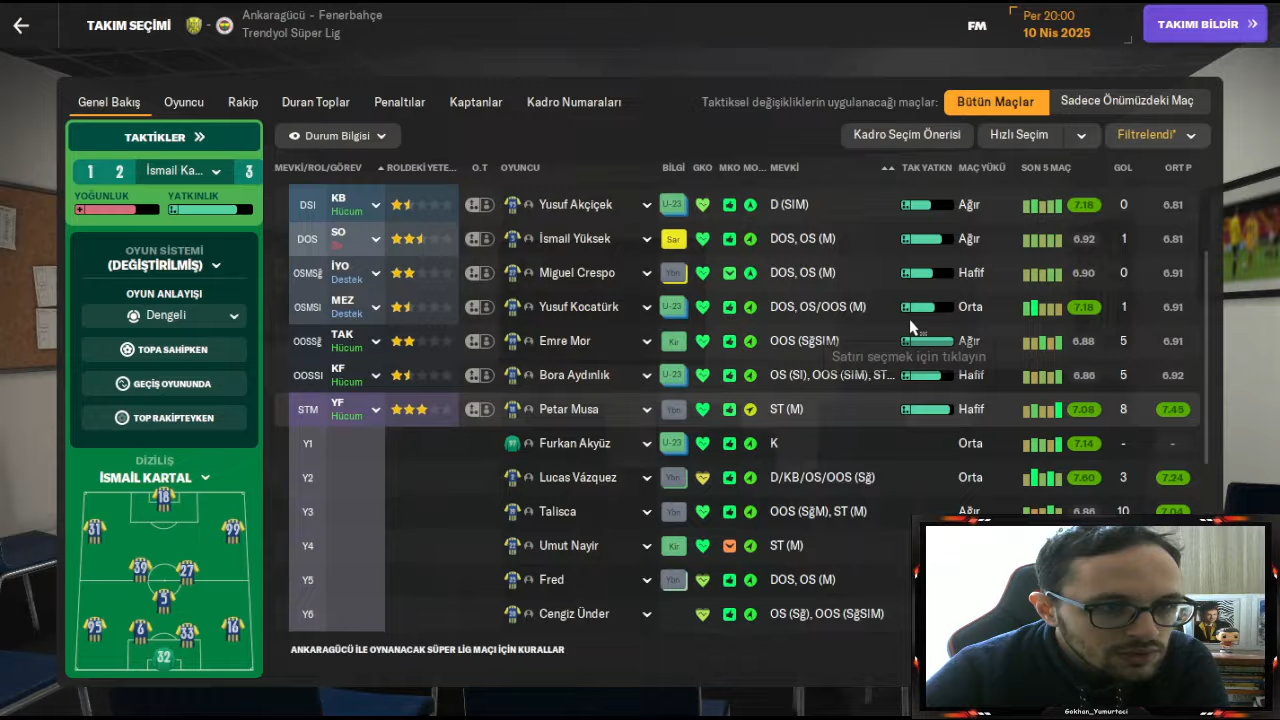 TAKIM SEÇİMİ
Ankaragücü - Fenerbahçe
Trendyol Süper Lig
FM
Per 20:00
10 Nis 2025
TAKIMI BİLDİR
Genel Bakış Oyuncu Rakip Duran Toplar Penaltılar Kaptanlar Kadro Numaraları
Taktiksel değişikliklerin uygulanacağı maçlar: Bütün Maçlar Sadece Önümüzdeki Maç
TAKTİKLER
Durum Bilgisi
Kadro Seçim Önerisi Hızlı Seçim Filtrelendi*
1 2 İsmail Ka... 3
YOĞUNLUK YATKINLIK
OYUN SİSTEMİ
(DEĞİŞTİRİLMİŞ)
OYUN ANLAYIŞI
Dengeli
TOPA SAHİPKEN
GEÇİŞ OYUNUNDA
TOP RAKİPTEYKEN
DİZİLİŞ
İSMAİL KARTAL
18
31 99
39 27
5
95 6 33 16
32
MEVKİ/ROL/GÖREV ROLDEKİ YETE... O.T OYUNCU BİLGİ GKO MKO MO... MEVKİ TAK YATKN MAÇ YÜKÜ SON 5 MAÇ GOL ORT P
DSI KB Hücum Yusuf Akçiçek U-23 D (SIM) Ağır 7.18 0 6.81
DOS SO İsmail Yüksek Sar DOS, OS (M) Ağır 6.92 1 6.81
OSMSğ İYO Destek Miguel Crespo Ybn DOS, OS (M) Hafif 6.90 0 6.91
OSMSI MEZ Destek Yusuf Kocatürk U-23 DOS, OS/OOS (M) Orta 7.18 1 6.91
OOSSğ TAK Hücum Emre Mor Kir OOS (SğSIM) Ağır 6.88 5 6.91
Satırı seçmek için tıklayın
OOSSI KF Hücum Bora Aydınlık U-23 OS (SI), OOS (SIM), ST... Hafif 6.86 5 6.92
STM YF Hücum Petar Musa Ybn ST (M) Hafif 7.08 8 7.45
Y1 Furkan Akyüz U-23 K Orta 7.14 - -
Y2 Lucas Vázquez Ybn D/KB/OS/OOS (Sğ) Orta 7.60 3 7.24
Y3 Talisca Ybn OOS (SğM), ST (M) Ağır 6.86 10 7.04
Y4 Umut Nayir Kir ST (M)
Y5 Fred Ybn DOS, OS (M)
Y6 Cengiz Ünder OS (Sğ), OOS (SğSIM)
ANKARAGÜCÜ İLE OYNANACAK SÜPER LİG MAÇI İÇİN KURALLAR
Gokhan_Yumurtaci